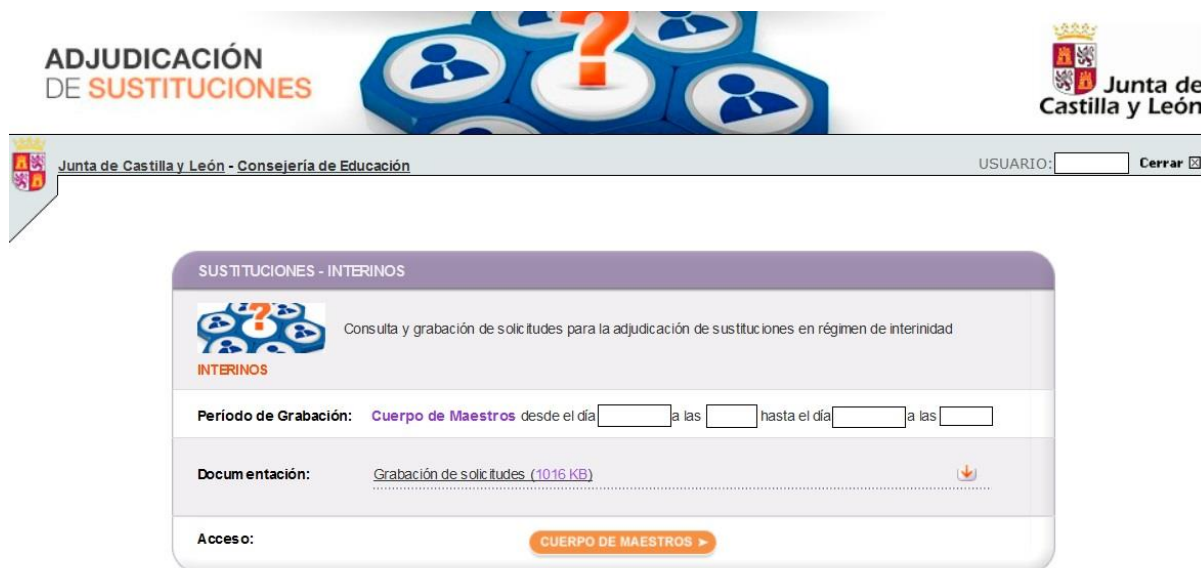 ADJUDICACIÓN
DE SUSTITUCIONES
?
Junta de
Castilla y León
Junta de Castilla y León - Consejería de Educación
USUARIO: Cerrar
SUSTITUCIONES - INTERINOS
?
Consulta y grabación de solicitudes para la adjudicación de sustituciones en régimen de interinidad
INTERINOS
Período de Grabación: Cuerpo de Maestros desde el día a las hasta el día a las
Documentación: Grabación de solicitudes (1016 KB)
Acceso: CUERPO DE MAESTROS ➤